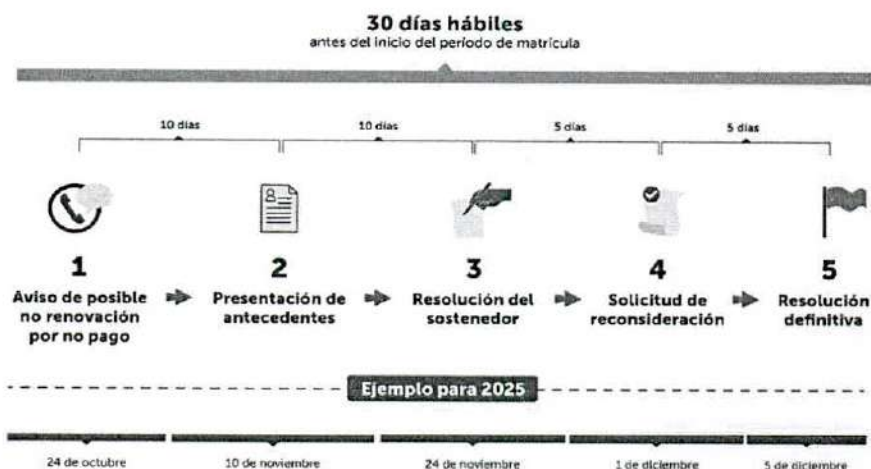 30 días hábiles
antes del inicio del período de matrícula
10 días
10 días
5 días
5 días
1
Aviso de posible
no renovación
por no pago
2
Presentación de
antecedentes
3
Resolución del
sostenedor
4
Solicitud de
reconsideración
5
Resolución
definitiva
Ejemplo para 2025
24 de octubre
10 de noviembre
24 de noviembre
1 de diciembre
5 de diciembre